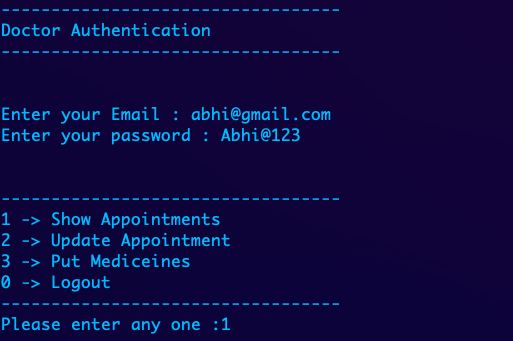 ----------------------------------
Doctor Authentication
----------------------------------
Enter your Email : abhi@gmail.com
Enter your password : Abhi@123
----------------------------------
1 -> Show Appointments
2 -> Update Appointment
3 -> Put Mediceines
0 -> Logout
----------------------------------
Please enter any one :1